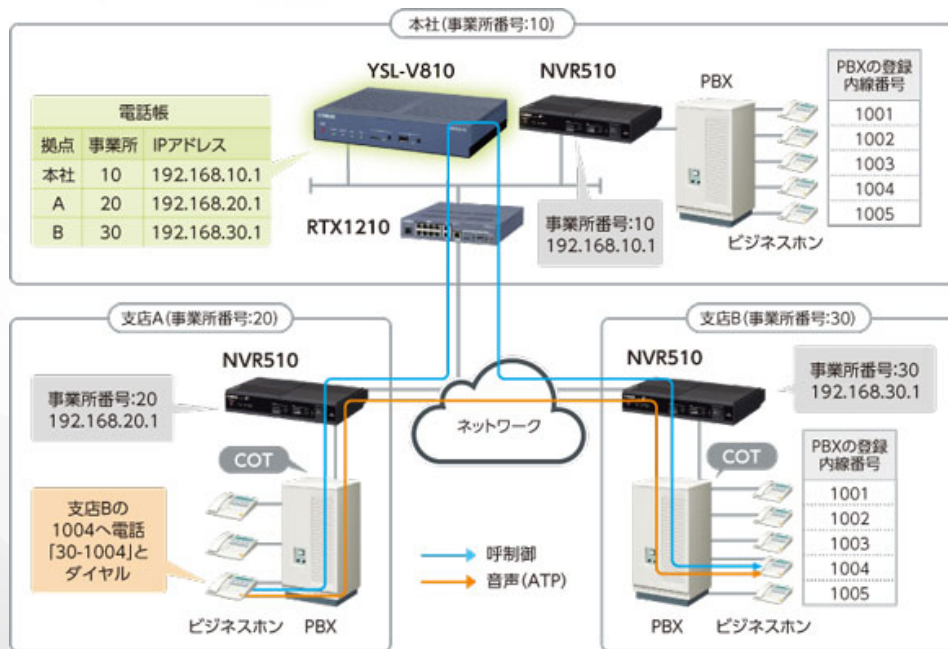 本社(事業所番号:10)
YSL-V810
NVR510
PBX
PBXの登録
内線番号
1001
1002
1003
1004
1005
電話帳
拠点 事業所 IPアドレス
本社 10 192.168.10.1
A 20 192.168.20.1
B 30 192.168.30.1
RTX1210
事業所番号:10
192.168.10.1
ビジネスホン
支店A(事業所番号:20)
NVR510
事業所番号:20
192.168.20.1
COT
支店Bの
1004へ電話
「30-1004」と
ダイヤル
ビジネスホン PBX
ネットワーク
呼制御
音声(ATP)
支店B(事業所番号:30)
NVR510
事業所番号:30
192.168.30.1
COT
PBXの登録
内線番号
1001
1002
1003
1004
1005
PBX ビジネスホン